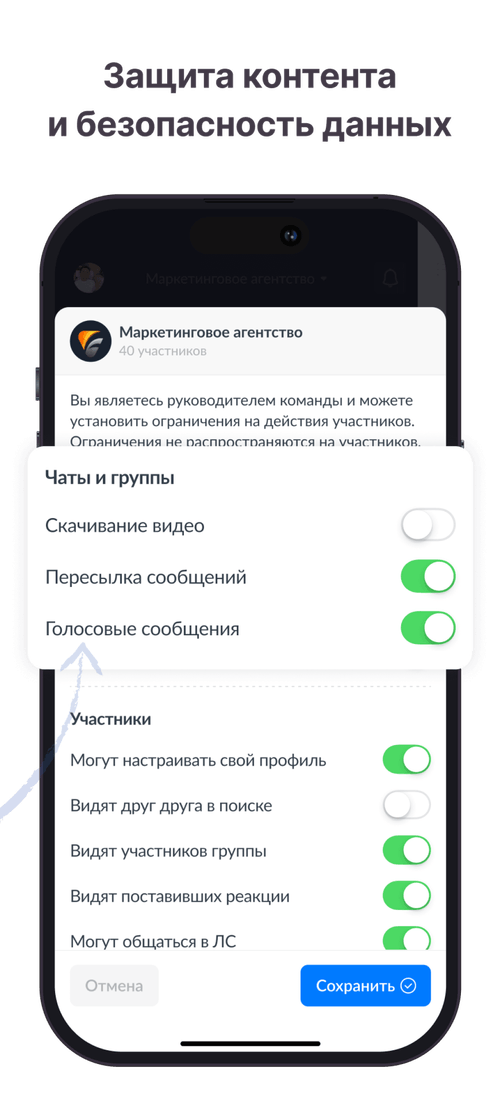 Защита контента
и безопасность данных
Маркетинговое агентство
Маркетинговое агентство
40 участников
Вы являетесь руководителем команды и можете
установить ограничения на действия участников.
Ограничения не распространяются на участников,
Чаты и группы
Скачивание видео
Пересылка сообщений
Голосовые сообщения
Участники
Могут настраивать свой профиль
Видят друг друга в поиске
Видят участников группы
Видят поставивших реакции
Могут общаться в ЛС
Отмена
Сохранить